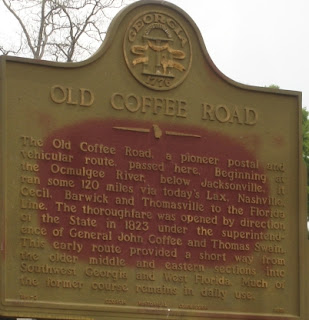 GEORGIA
1776
OLD COFFEE ROAD
The Old Coffee Road, a pioneer postal and
vehicular route, passed here. Beginning at
the Ocmulgee River, below Jacksonville, it
ran some 120 miles via today's Lax, Nashville,
Cecil, Barwick and Thomasville to the Florida
Line. The thoroughfare was opened by direction
of the State in 1823 under the superintend-
ence of General John Coffee and Thomas Swain.
This early route provided a short way from
the older middle and eastern sections into
Southwest Georgia and West Florida. Much of
the former course remains in daily use.